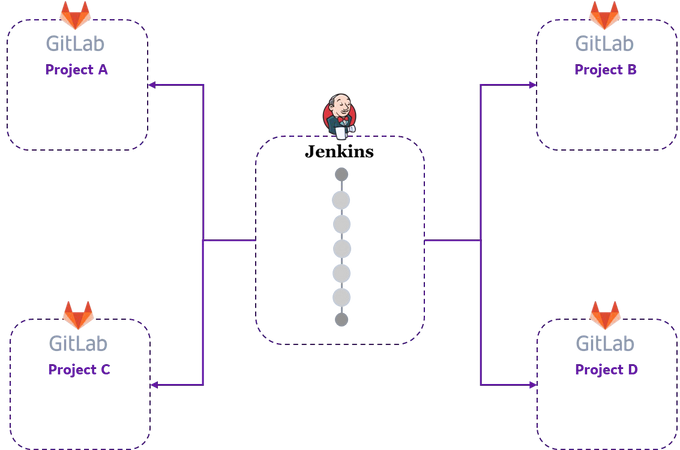 GitLab
Project A
GitLab
Project B
Jenkins
GitLab
Project C
GitLab
Project D